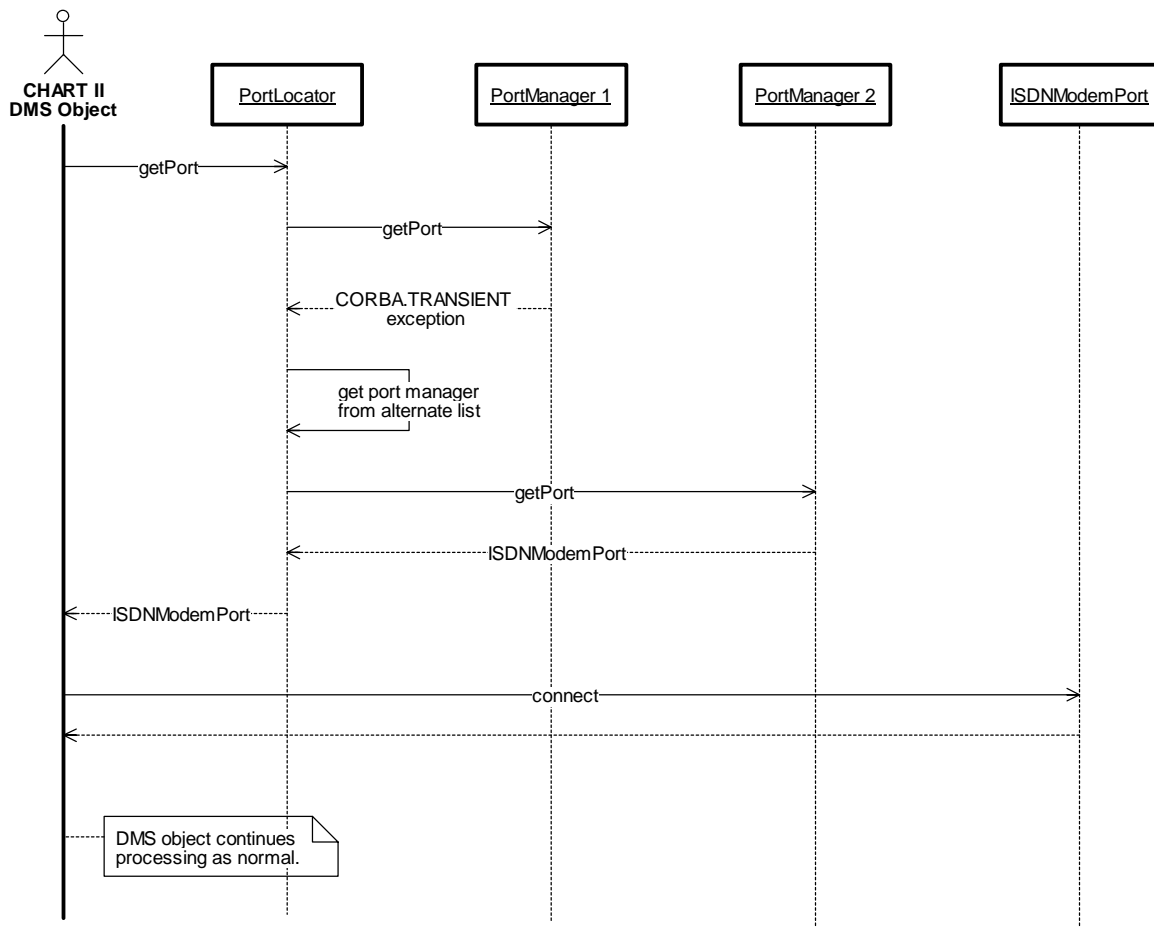 CHART II
DMS Object
PortLocator
PortManager 1
PortManager 2
ISDNModemPort
getPort
getPort
CORBA.TRANSIENT
exception
get port manager
from alternate list
getPort
ISDNModemPort
ISDNModemPort
connect
DMS object continues
processing as normal.